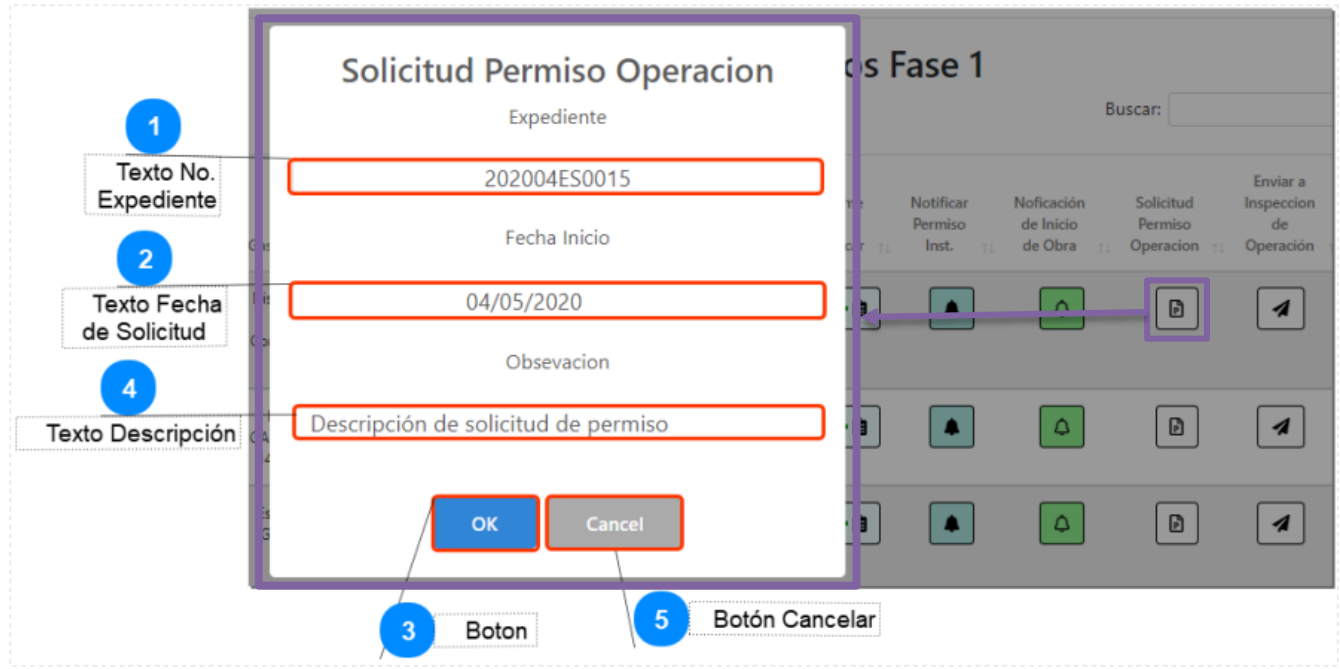 Solicitud Permiso Operacion
Expediente
202004ES0015
Fecha Inicio
04/05/2020
Obsevacion
Descripción de solicitud de permiso
OK
Cancel
1
Texto No.
Expediente
2
Texto Fecha
de Solicitud
4
Texto Descripción
3
Boton
5
Botón Cancelar
os Fase 1
Buscar:
Notificar
Permiso
Inst.
Noficación
de Inicio
de Obra
Solicitud
Permiso
Operacion
Enviar a
Inspeccion
de
Operación